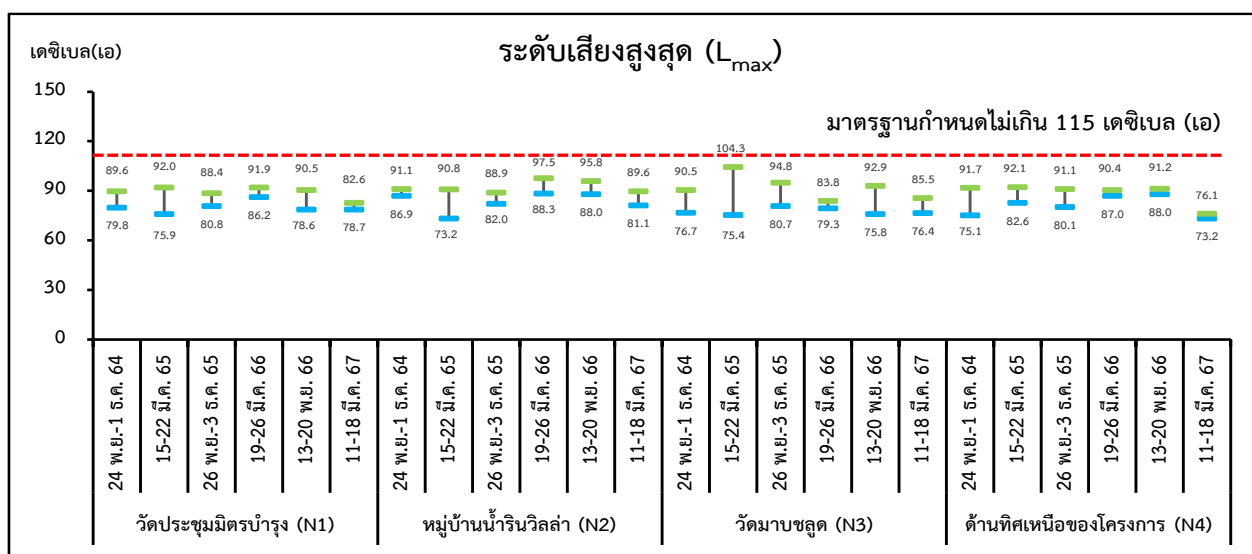 ระดับเสียงสูงสุด (Lmax)
เดซิเบล(เอ)
มาตรฐานกำหนดไม่เกิน 115 เดซิเบล (เอ)
150
120
90
60
30
0
89.6 92.0 88.4 91.9 90.5 82.6 91.1 90.8 88.9 97.5 95.8 89.6 90.5 104.3 94.8 83.8 92.9 85.5 91.7 92.1 91.1 90.4 91.2 76.1
79.8 75.9 80.8 86.2 78.6 78.7 86.9 73.2 82.0 88.3 88.0 81.1 76.7 75.4 80.7 79.3 75.8 76.4 75.1 82.6 80.1 87.0 88.0 73.2
24 พ.ย.-1 ธ.ค. 64
15-22 มี.ค. 65
26 พ.ย.-3 ธ.ค. 65
19-26 มี.ค. 66
13-20 พ.ย. 66
11-18 มี.ค. 67
24 พ.ย.-1 ธ.ค. 64
15-22 มี.ค. 65
26 พ.ย.-3 ธ.ค. 65
19-26 มี.ค. 66
13-20 พ.ย. 66
11-18 มี.ค. 67
24 พ.ย.-1 ธ.ค. 64
15-22 มี.ค. 65
26 พ.ย.-3 ธ.ค. 65
19-26 มี.ค. 66
13-20 พ.ย. 66
11-18 มี.ค. 67
24 พ.ย.-1 ธ.ค. 64
15-22 มี.ค. 65
26 พ.ย.-3 ธ.ค. 65
19-26 มี.ค. 66
13-20 พ.ย. 66
11-18 มี.ค. 67
วัดประชุมมิตรบำรุง (N1)
หมู่บ้านน้ำรินวิลล่า (N2)
วัดมาบชลูด (N3)
ด้านทิศเหนือของโครงการ (N4)